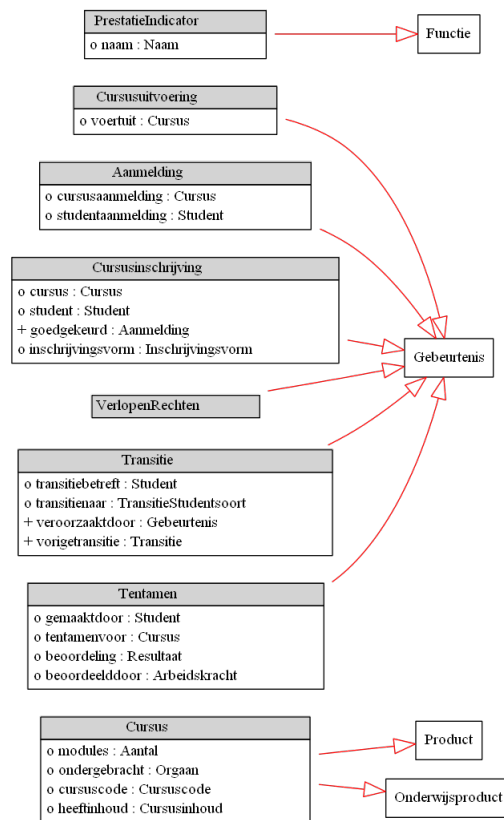 PrestatieIndicator
o naam : Naam
Functie
Cursusuitvoering
o voertuit : Cursus
Aanmelding
o cursusaanmelding : Cursus
o studentaanmelding : Student
Cursusinschrijving
o cursus : Cursus
o student : Student
+ goedgekeurd : Aanmelding
o inschrijvingsvorm : Inschrijvingsvorm
Gebeurtenis
VerlopenRechten
Transitie
o transitiebetreft : Student
o transitienaar : TransitieStudentsoort
+ veroorzaaktdoor : Gebeurtenis
+ vorigetransitie : Transitie
Tentamen
o gemaaktdoor : Student
o tentamenvoor : Cursus
o beoordeling : Resultaat
o beoordeelddoor : Arbeidskracht
Cursus
o modules : Aantal
o ondergebracht : Orgaan
o cursuscode : Cursuscode
o heeftinhoud : Cursusinhoud
Product
Onderwijsproduct